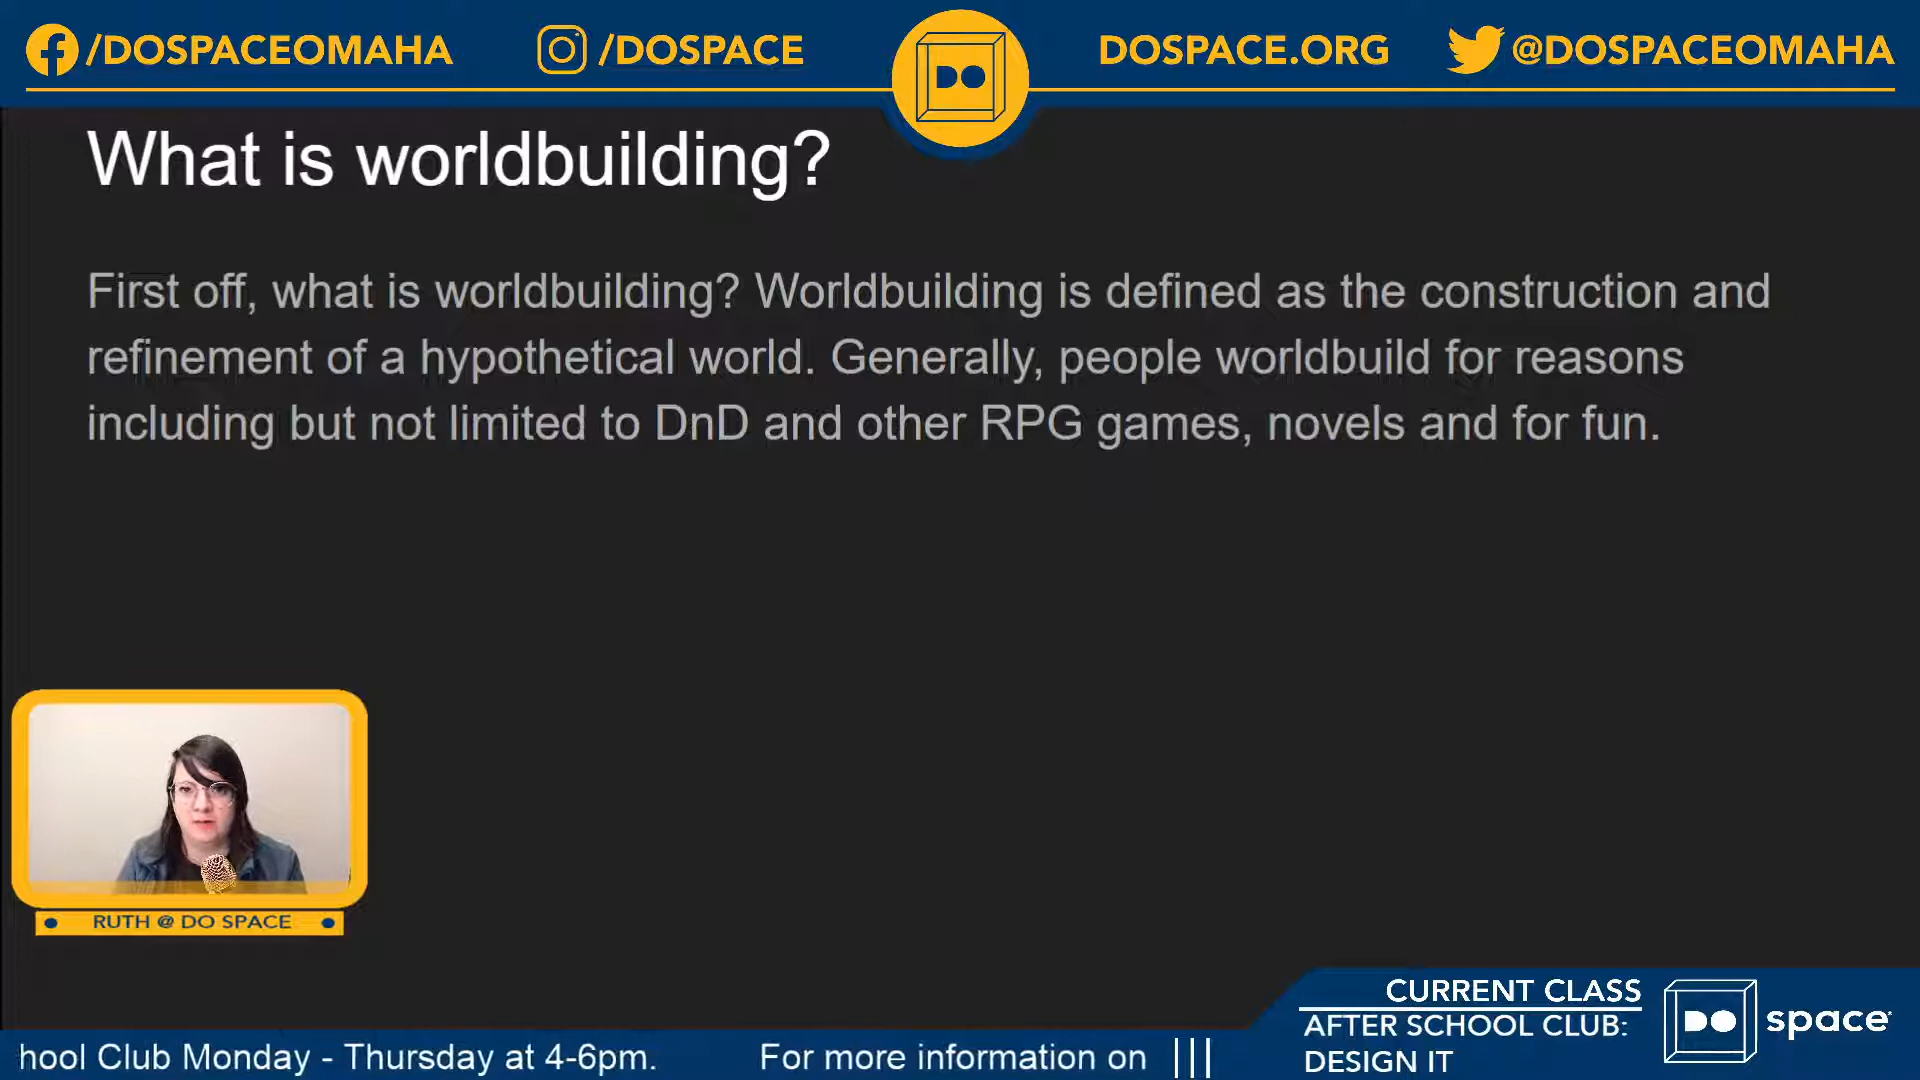 /DOSPACEOMAHA
/DOSPACE
DO
DOSPACE.ORG
@DOSPACEOMAHA
What is worldbuilding?
First off, what is worldbuilding? Worldbuilding is defined as the construction and
refinement of a hypothetical world. Generally, people worldbuild for reasons
including but not limited to DnD and other RPG games, novels and for fun.
RUTH @ DO SPACE
CURRENT CLASS
AFTER SCHOOL CLUB:
DESIGN IT
DO space
hool Club Monday - Thursday at 4-6pm. For more information on |||